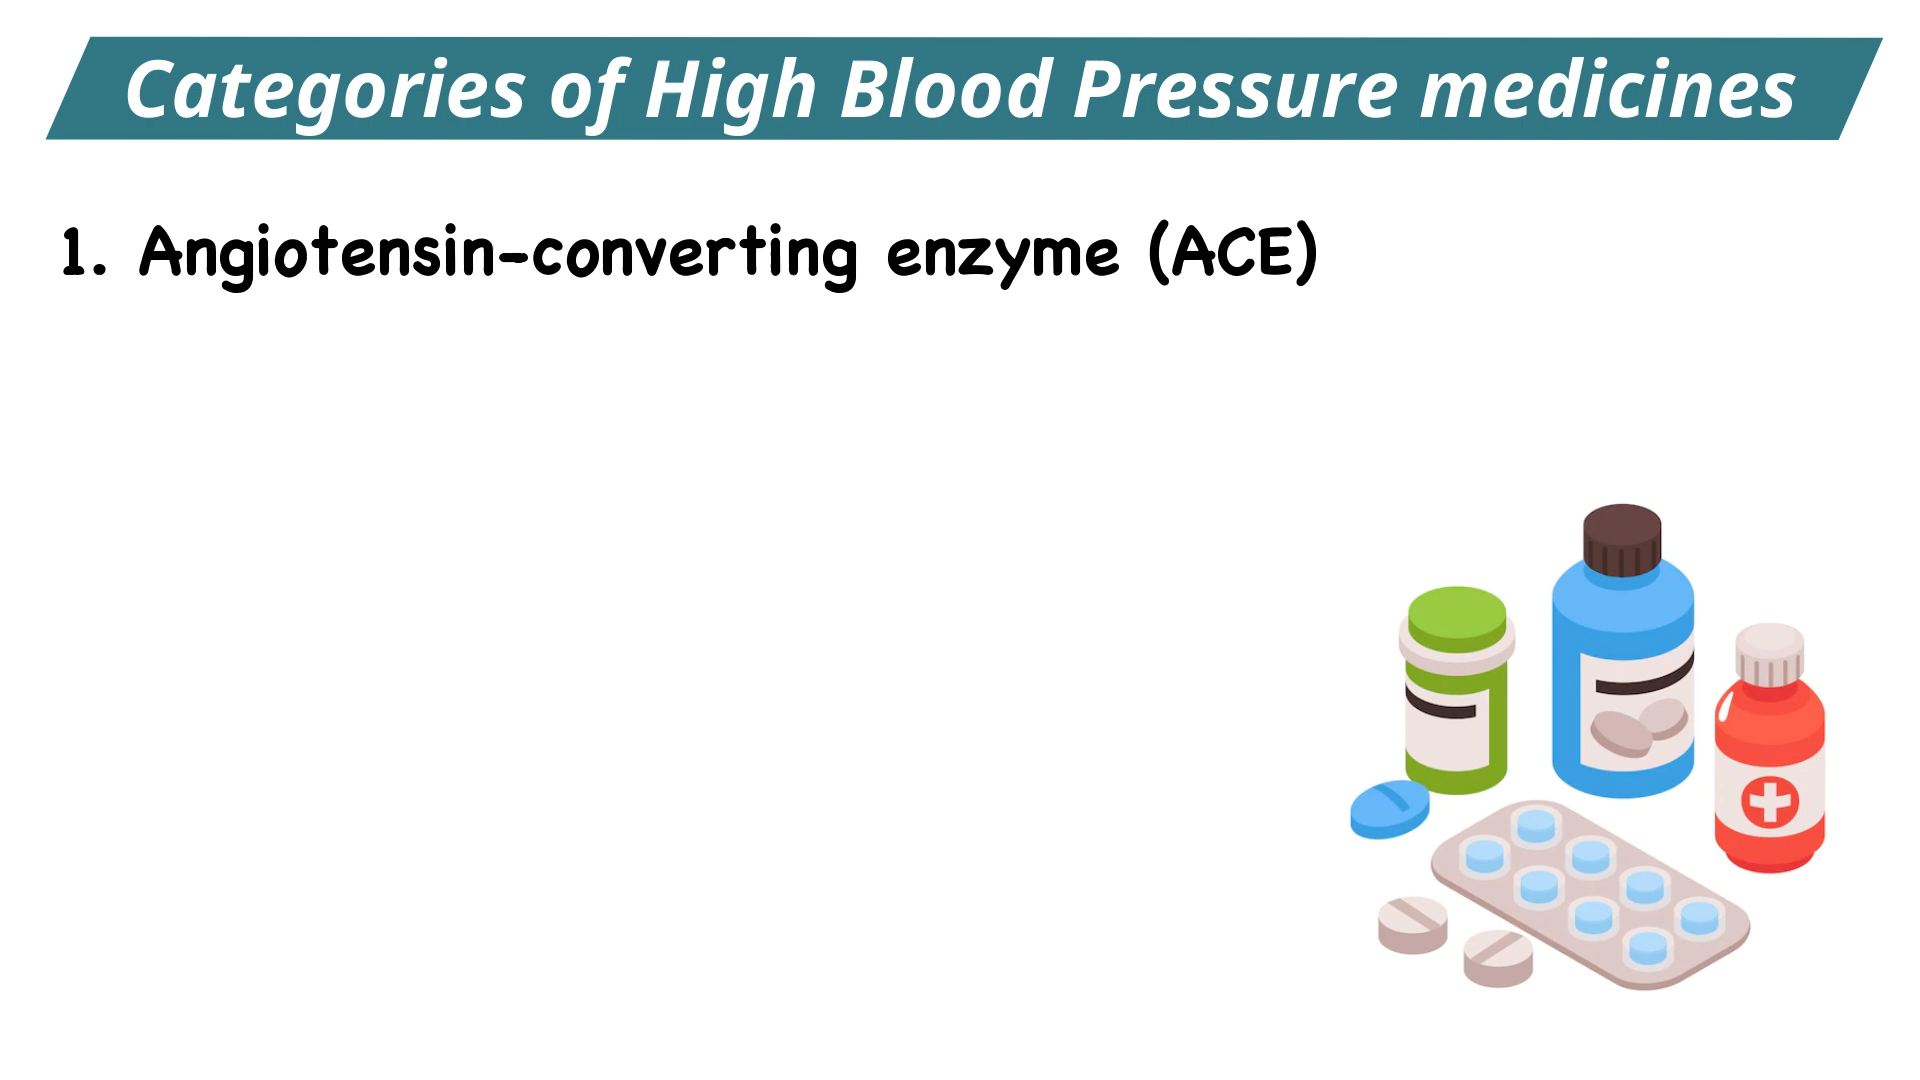 Categories of High Blood Pressure medicines
1. Angiotensin-converting enzyme (ACE)